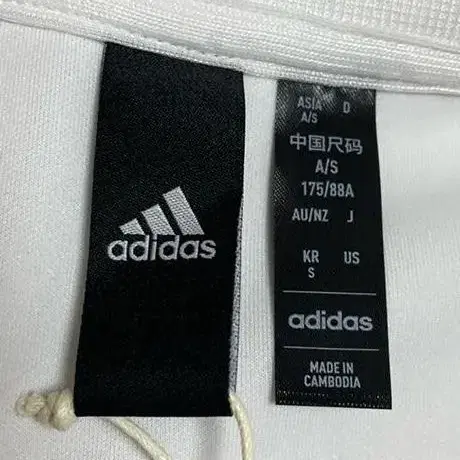 adidas
ASIA D
A/S
中国尺码
A/S
175/88A
AU/NZ J
KR US
S
adidas
MADE IN
CAMBODIA